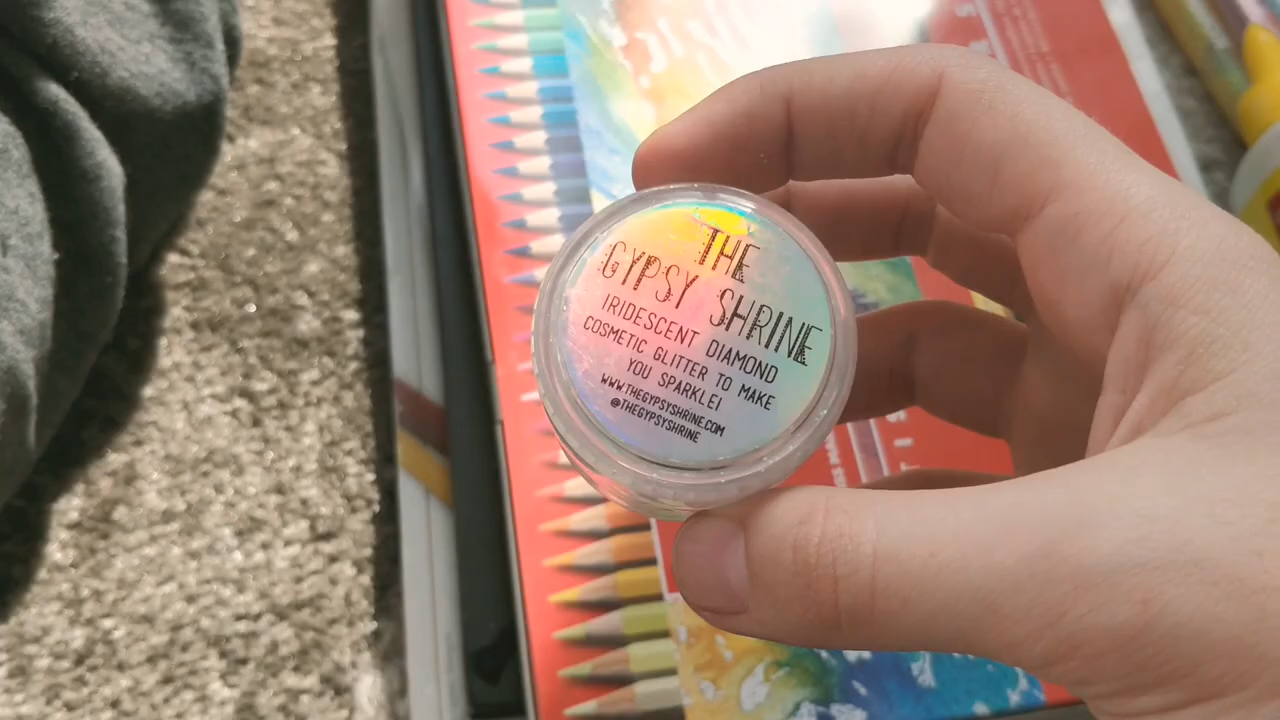 THE
GYPSY SHRINE
IRIDESCENT DIAMOND
COSMETIC GLITTER TO MAKE
YOU SPARKLE!
WWW.THEGYPSYSHRINE.COM
@THEGYPSYSHRINE